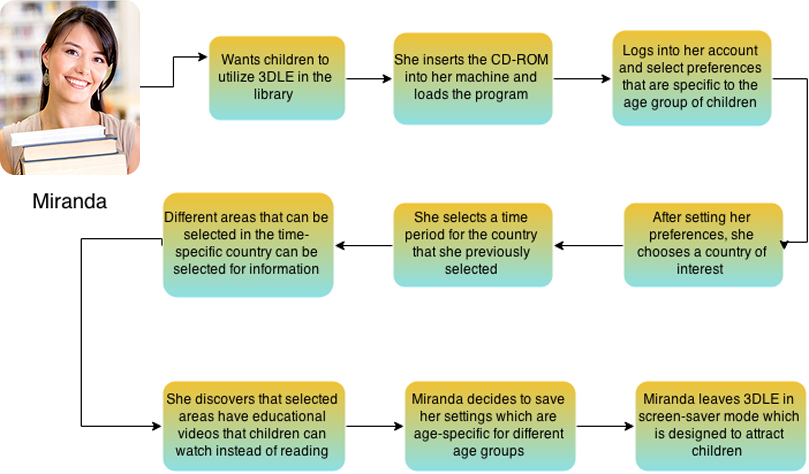 Miranda
Wants children to
utilize 3DLE in the
library
She inserts the CD-ROM
into her machine and
loads the program
Logs into her account
and select preferences
that are specific to the
age group of children
After setting her
preferences, she
chooses a country of
interest
She selects a time
period for the country
that she previously
selected
Different areas that can be
selected in the time-
specific country can be
selected for information
She discovers that selected
areas have educational
videos that children can
watch instead of reading
Miranda decides to save
her settings which are
age-specific for different
age groups
Miranda leaves 3DLE in
screen-saver mode which
is designed to attract
children